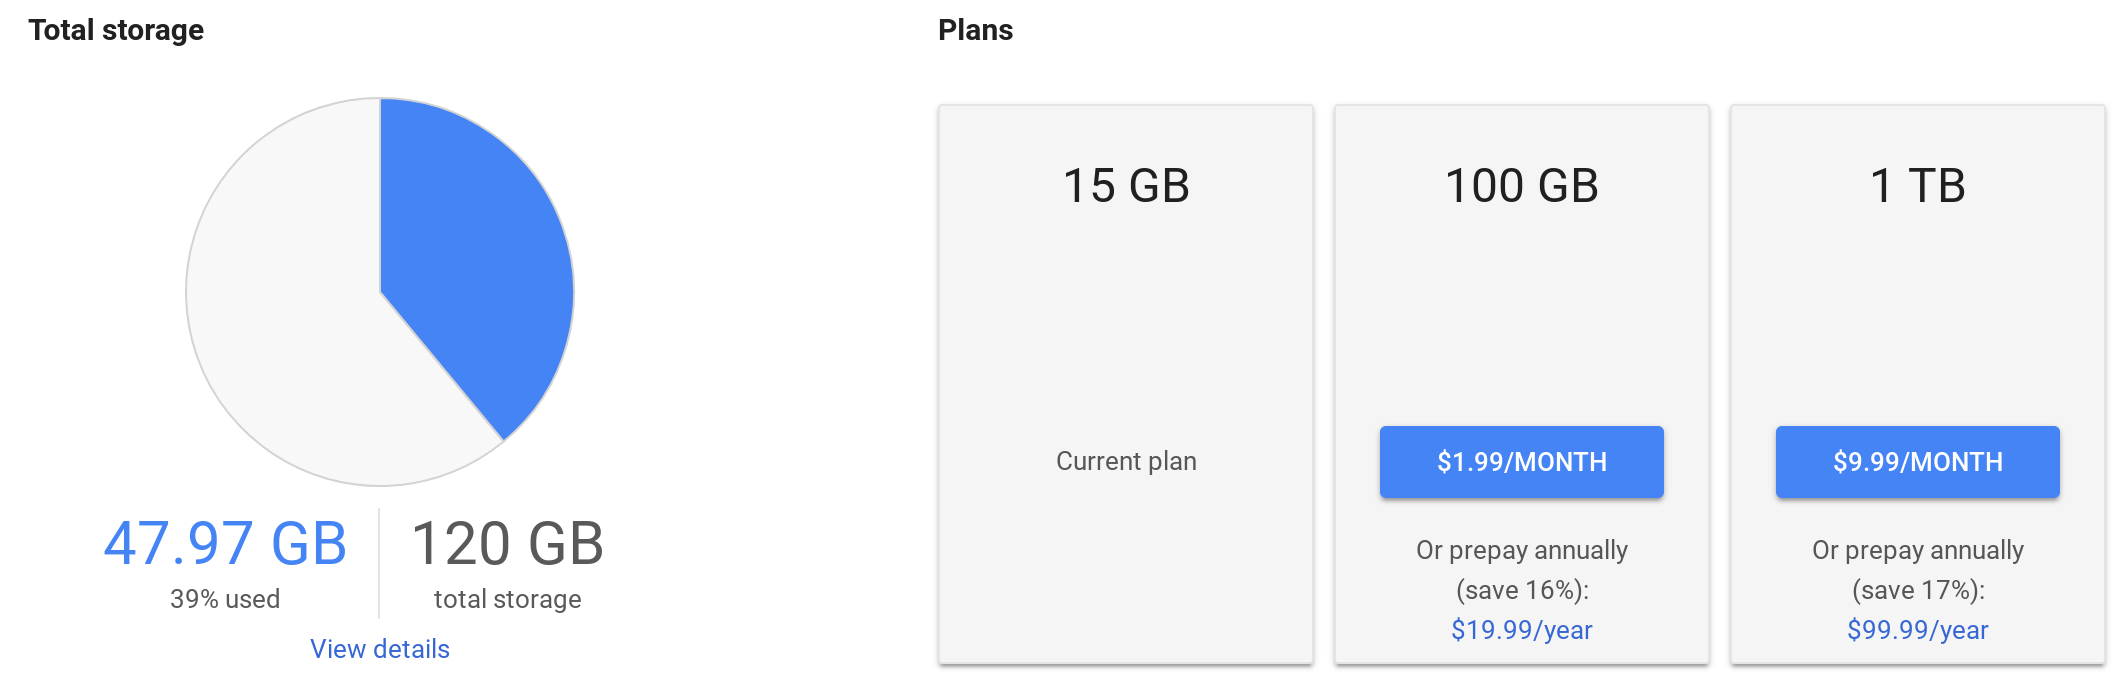 Total storage
47.97 GB
39% used
120 GB
total storage
View details
Plans
15 GB
Current plan
100 GB
$1.99/MONTH
Or prepay annually
(save 16%):
$19.99/year
1 TB
$9.99/MONTH
Or prepay annually
(save 17%):
$99.99/year